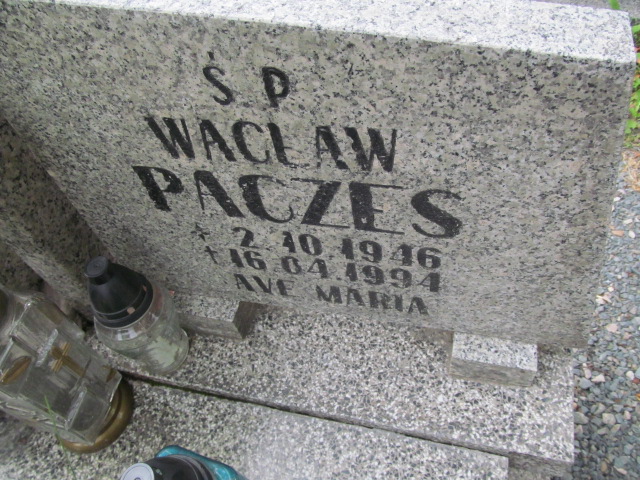 Ś P
WACŁAW
PACZES
* 2 10 1946
† 16 04 1994
AVE MARIA